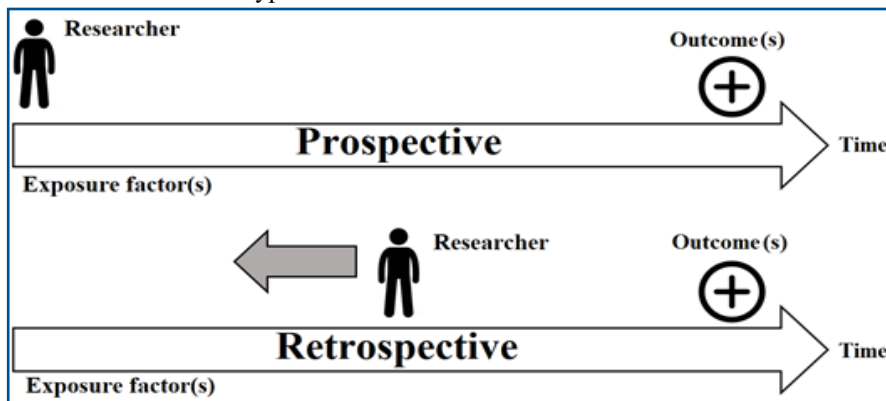 Researcher
Outcome(s)
Prospective
Time
Exposure factor(s)
Researcher
Outcome(s)
Retrospective
Time
Exposure factor(s)